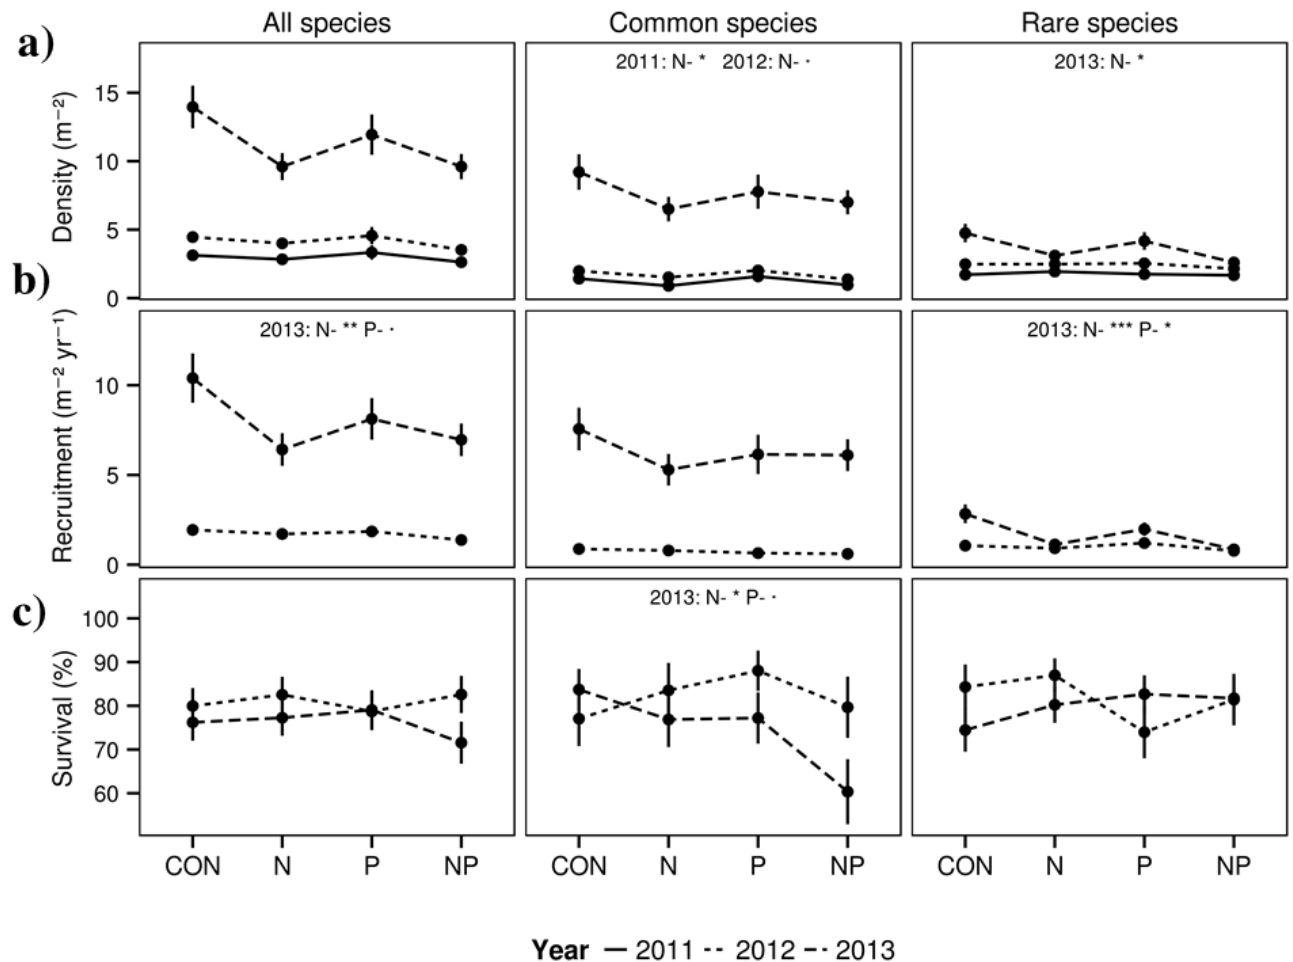 All species Common species Rare species
a)
2011: N- * 2012: N- ·
2013: N- *
Density (m⁻²)
15
10
5
0
b)
2013: N- ** P- ·
2013: N- *** P- *
Recruitment (m⁻² yr⁻¹)
10
5
0
c)
2013: N- * P- ·
Survival (%)
100
90
80
70
60
CON N P NP CON N P NP CON N P NP
Year 2011 2012 2013